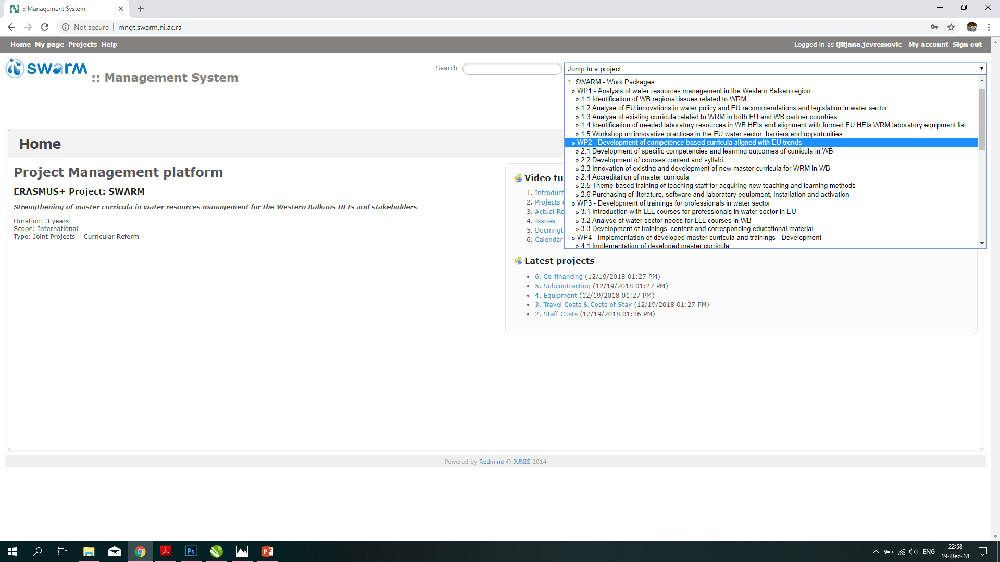 :: Management System
Not secure
mngt.swarm.ni.ac.rs
Home My page Projects Help
Logged in as ljiljana.jevremovic My account Sign out
swarm
:: Management System
Search
Jump to a project...
1. SWARM - Work Packages
» WP1 - Analysis of water resources management in the Western Balkan region
» 1.1 Identification of WB regional issues related to WRM
» 1.2 Analyse of EU innovations in water policy and EU recommendations and legislation in water sector
» 1.3 Analyse of existing curricula related to WRM in both EU and WB partner countries
» 1.4 Identification of needed laboratory resources in WB HEIs and alignment with formed EU HEIs WRM laboratory equipment list
» 1.5 Workshop on innovative practices in the EU water sector: barriers and opportunities
» WP2 - Development of competence-based curricula aligned with EU trends
» 2.1 Development of specific competencies and learning outcomes of curricula in WB
» 2.2 Development of courses content and syllabi
» 2.3 Innovation of existing and development of new master curricula for WRM in WB
» 2.4 Accreditation of master curricula
» 2.5 Theme-based training of teaching staff for acquiring new teaching and learning methods
» 2.6 Purchasing of literature, software and laboratory equipment, installation and activation
» WP3 - Development of trainings for professionals in water sector
» 3.1 Introduction with LLL courses for professionals in water sector in EU
» 3.2 Analyse of water sector needs for LLL courses in WB
» 3.3 Development of trainings' content and corresponding educational material
» WP4 - Implementation of developed master curricula and trainings - Development
» 4.1 Implementation of developed master curricula
Home
Project Management platform
ERASMUS+ Project: SWARM
Strengthening of master curricula in water resources management for the Western Balkans HEIs and stakeholders
Duration: 3 years
Scope: International
Type: Joint Projects – Curricular Reform
Video tu
1. Introduct
2. Projects
3. Actual Ro
4. Issues
5. Docmngt
6. Calendar
Latest projects
6. Co-financing (12/19/2018 01:27 PM)
5. Subcontracting (12/19/2018 01:27 PM)
4. Equipment (12/19/2018 01:27 PM)
3. Travel Costs & Costs of Stay (12/19/2018 01:27 PM)
2. Staff Costs (12/19/2018 01:26 PM)
Powered by Redmine © JUNIS 2014
Ps
ENG
22:58
19-Dec-18